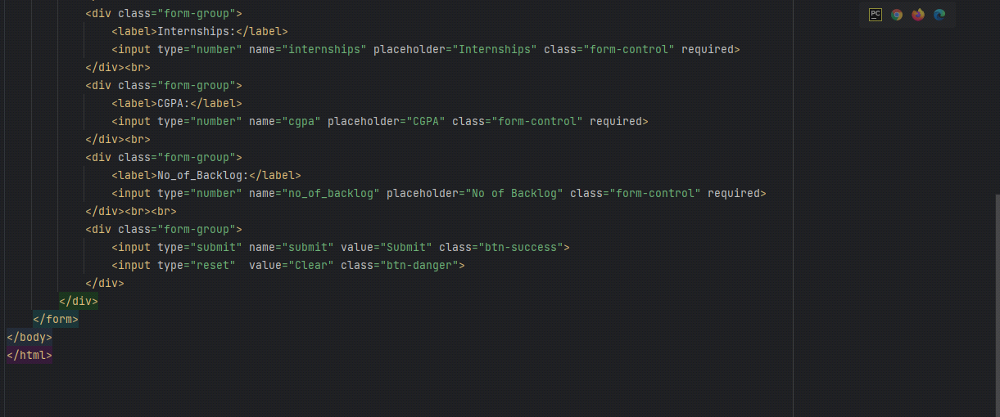 <div class="form-group">
<label>Internships:</label>
<input type="number" name="internships" placeholder="Internships" class="form-control" required>
</div><br>
<div class="form-group">
<label>CGPA:</label>
<input type="number" name="cgpa" placeholder="CGPA" class="form-control" required>
</div><br>
<div class="form-group">
<label>No_of_Backlog:</label>
<input type="number" name="no_of_backlog" placeholder="No of Backlog" class="form-control" required>
</div><br><br>
<div class="form-group">
<input type="submit" name="submit" value="Submit" class="btn-success">
<input type="reset"  value="Clear" class="btn-danger">
</div>
</div>
</form>
</body>
</html>
PC